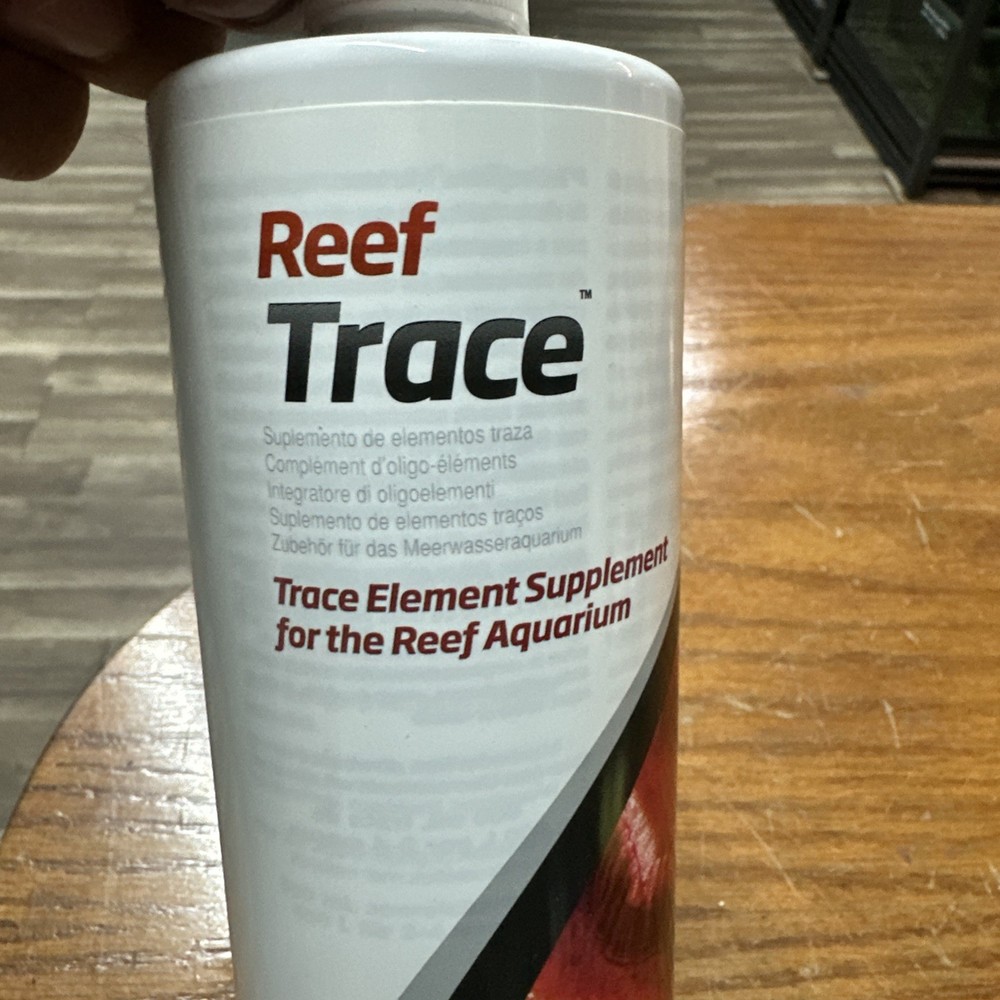 Reef
Trace™
Suplemento de elementos traza
Complément d'oligo-éléments
Integratore di oligoelementi
Suplemento de elementos traços
Zubehör für das Meerwasseraquarium
Trace Element Supplement
for the Reef Aquarium